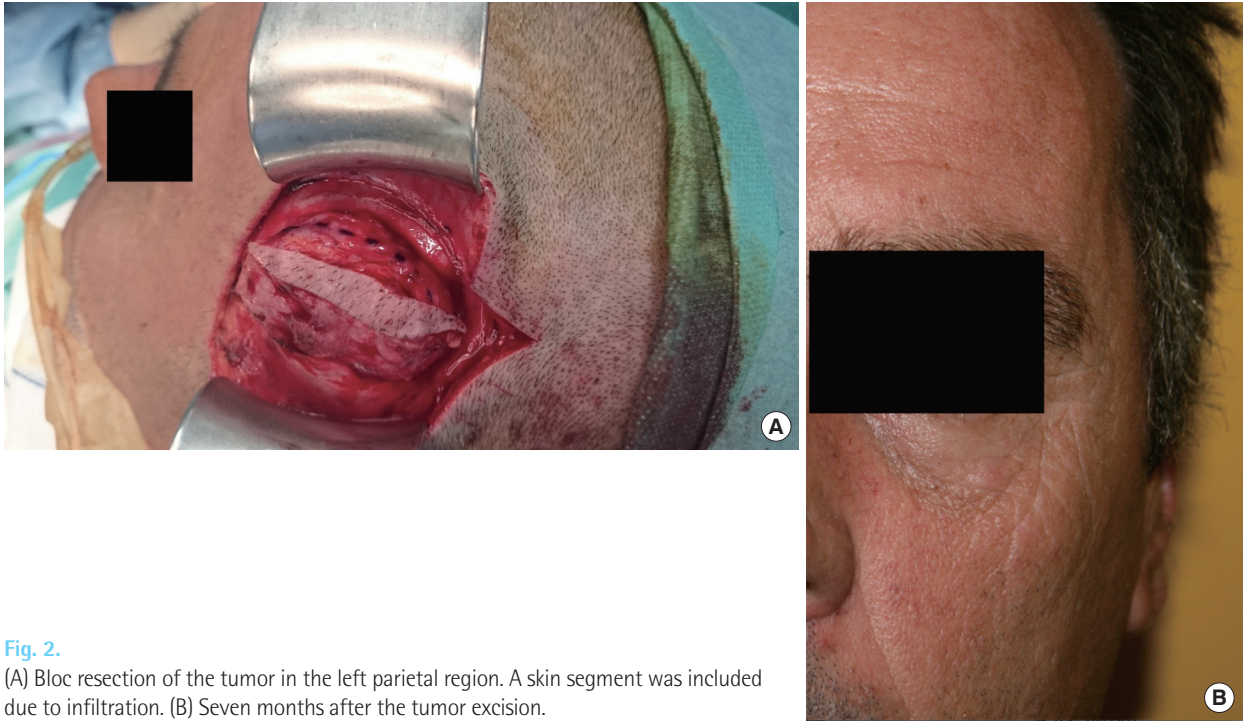 A
B
Fig. 2.
(A) Bloc resection of the tumor in the left parietal region. A skin segment was included
due to infiltration. (B) Seven months after the tumor excision.